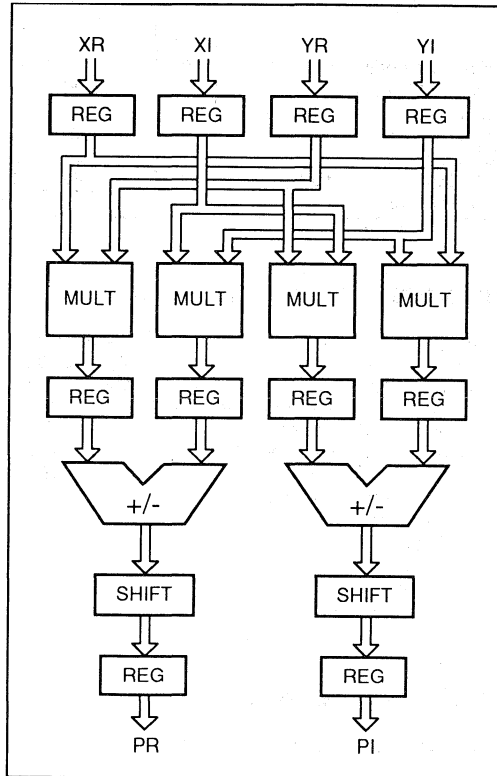 XR XI YR YI
REG REG REG REG
MULT MULT MULT MULT
REG REG REG REG
+/- +/-
SHIFT SHIFT
REG REG
PR PI